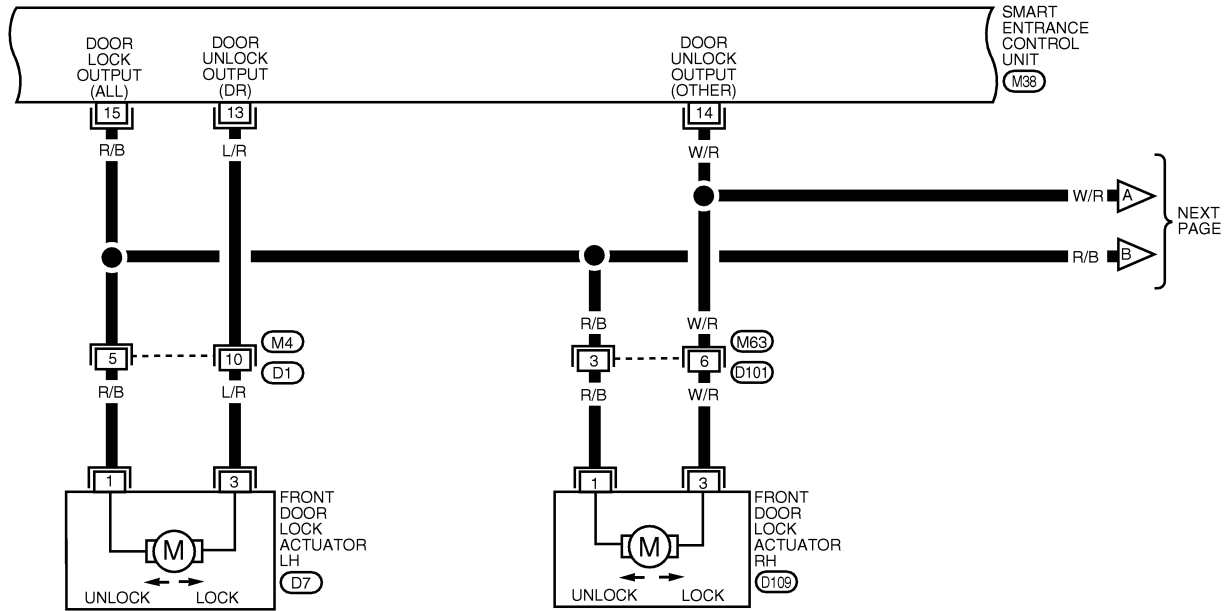 SMART
ENTRANCE
CONTROL
UNIT
M38
DOOR
LOCK
OUTPUT
(ALL)
DOOR
UNLOCK
OUTPUT
(DR)
DOOR
UNLOCK
OUTPUT
(OTHER)
15
13
14
R/B
L/R
W/R
W/R
A
NEXT
PAGE
R/B
B
R/B
W/R
5
10
M4
D1
3
6
M63
D101
R/B
L/R
R/B
W/R
1
3
1
3
FRONT
DOOR
LOCK
ACTUATOR
LH
D7
M
UNLOCK
LOCK
FRONT
DOOR
LOCK
ACTUATOR
RH
D109
M
UNLOCK
LOCK